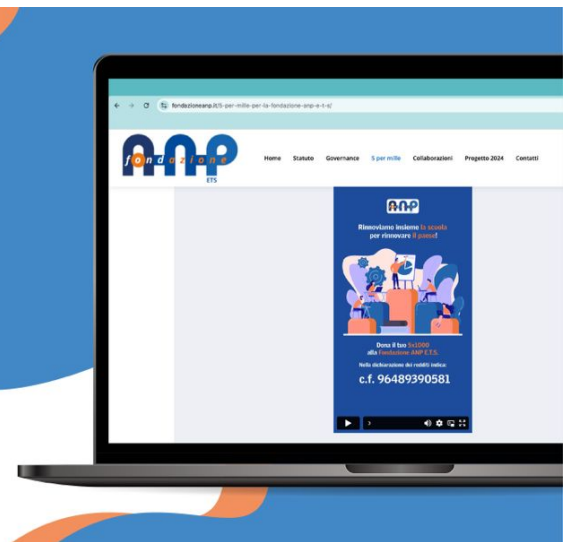 fondazioneanp.it/5-per-mille-per-la-fondazione-anp-e-t-s/
ANP
fondazione
ETS
Home Statuto Governance 5 per mille Collaborazioni Progetto 2024 Contatti
ANP
Rinnoviamo insieme la scuola
per rinnovare il paese!
Dona il tuo 5x1000
alla Fondazione ANP E.T.S.
Nella dichiarazione dei redditi indica:
c.f. 96489390581